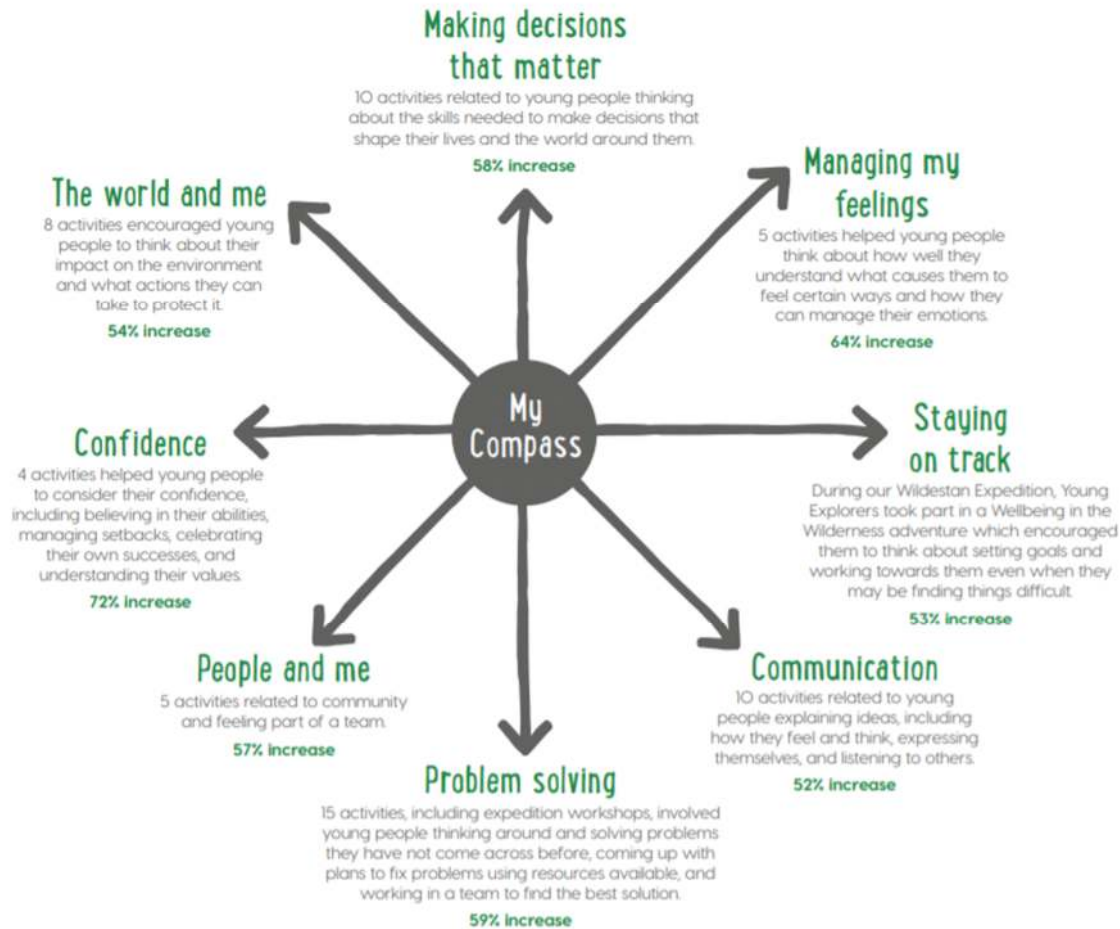 Making decisions
that matter
10 activities related to young people thinking
about the skills needed to make decisions that
shape their lives and the world around them.
58% increase
The world and me
8 activities encouraged young
people to think about their
impact on the environment
and what actions they can
take to protect it.
54% increase
Managing my
feelings
5 activities helped young people
think about how well they
understand what causes them to
feel certain ways and how they
can manage their emotions.
64% increase
My
Compass
Confidence
4 activities helped young people
to consider their confidence,
including believing in their abilities,
managing setbacks, celebrating
their own successes, and
understanding their values.
72% increase
Staying
on track
During our Wildestan Expedition, Young
Explorers took part in a Wellbeing in the
Wilderness adventure which encouraged
them to think about setting goals and
working towards them even when they
may be finding things difficult.
53% increase
People and me
5 activities related to community
and feeling part of a team.
57% increase
Communication
10 activities related to young
people explaining ideas, including
how they feel and think, expressing
themselves, and listening to others.
52% increase
Problem solving
15 activities, including expedition workshops, involved
young people thinking around and solving problems
they have not come across before, coming up with
plans to fix problems using resources available, and
working in a team to find the best solution.
59% increase